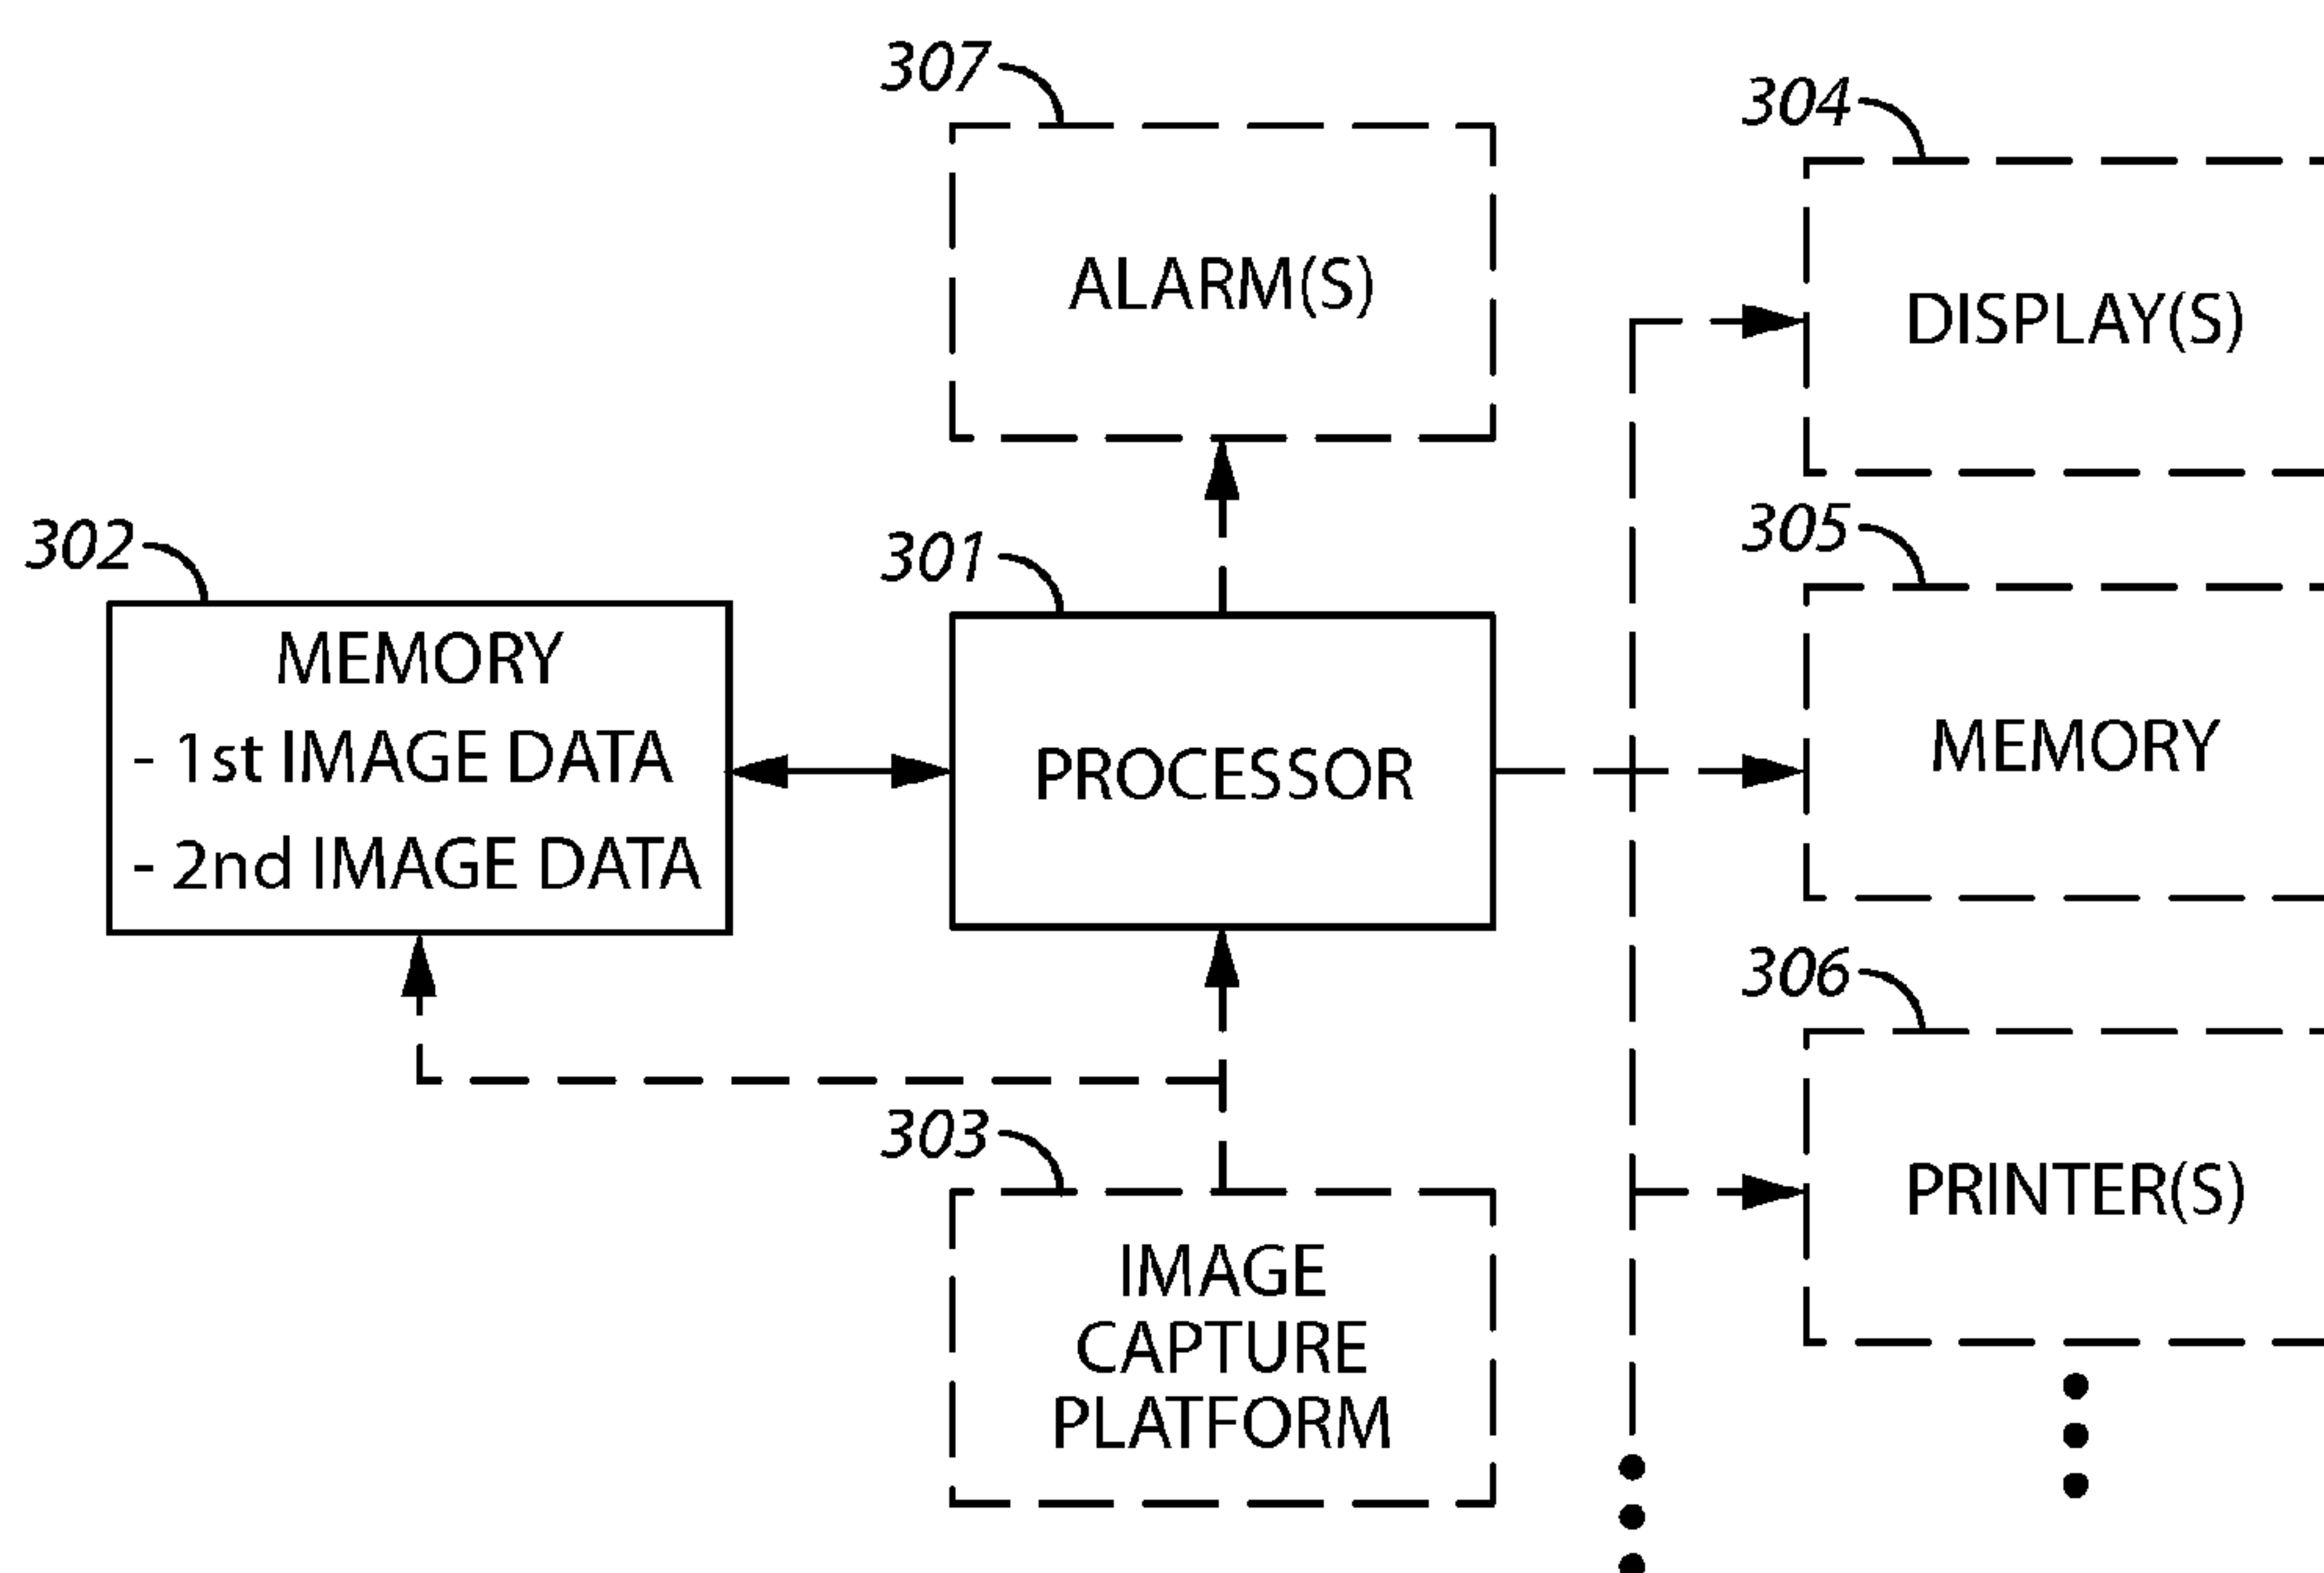 307
ALARM(S)
304
DISPLAY(S)
302
MEMORY
- 1st IMAGE DATA
- 2nd IMAGE DATA
301
PROCESSOR
305
MEMORY
303
IMAGE
CAPTURE
PLATFORM
306
PRINTER(S)